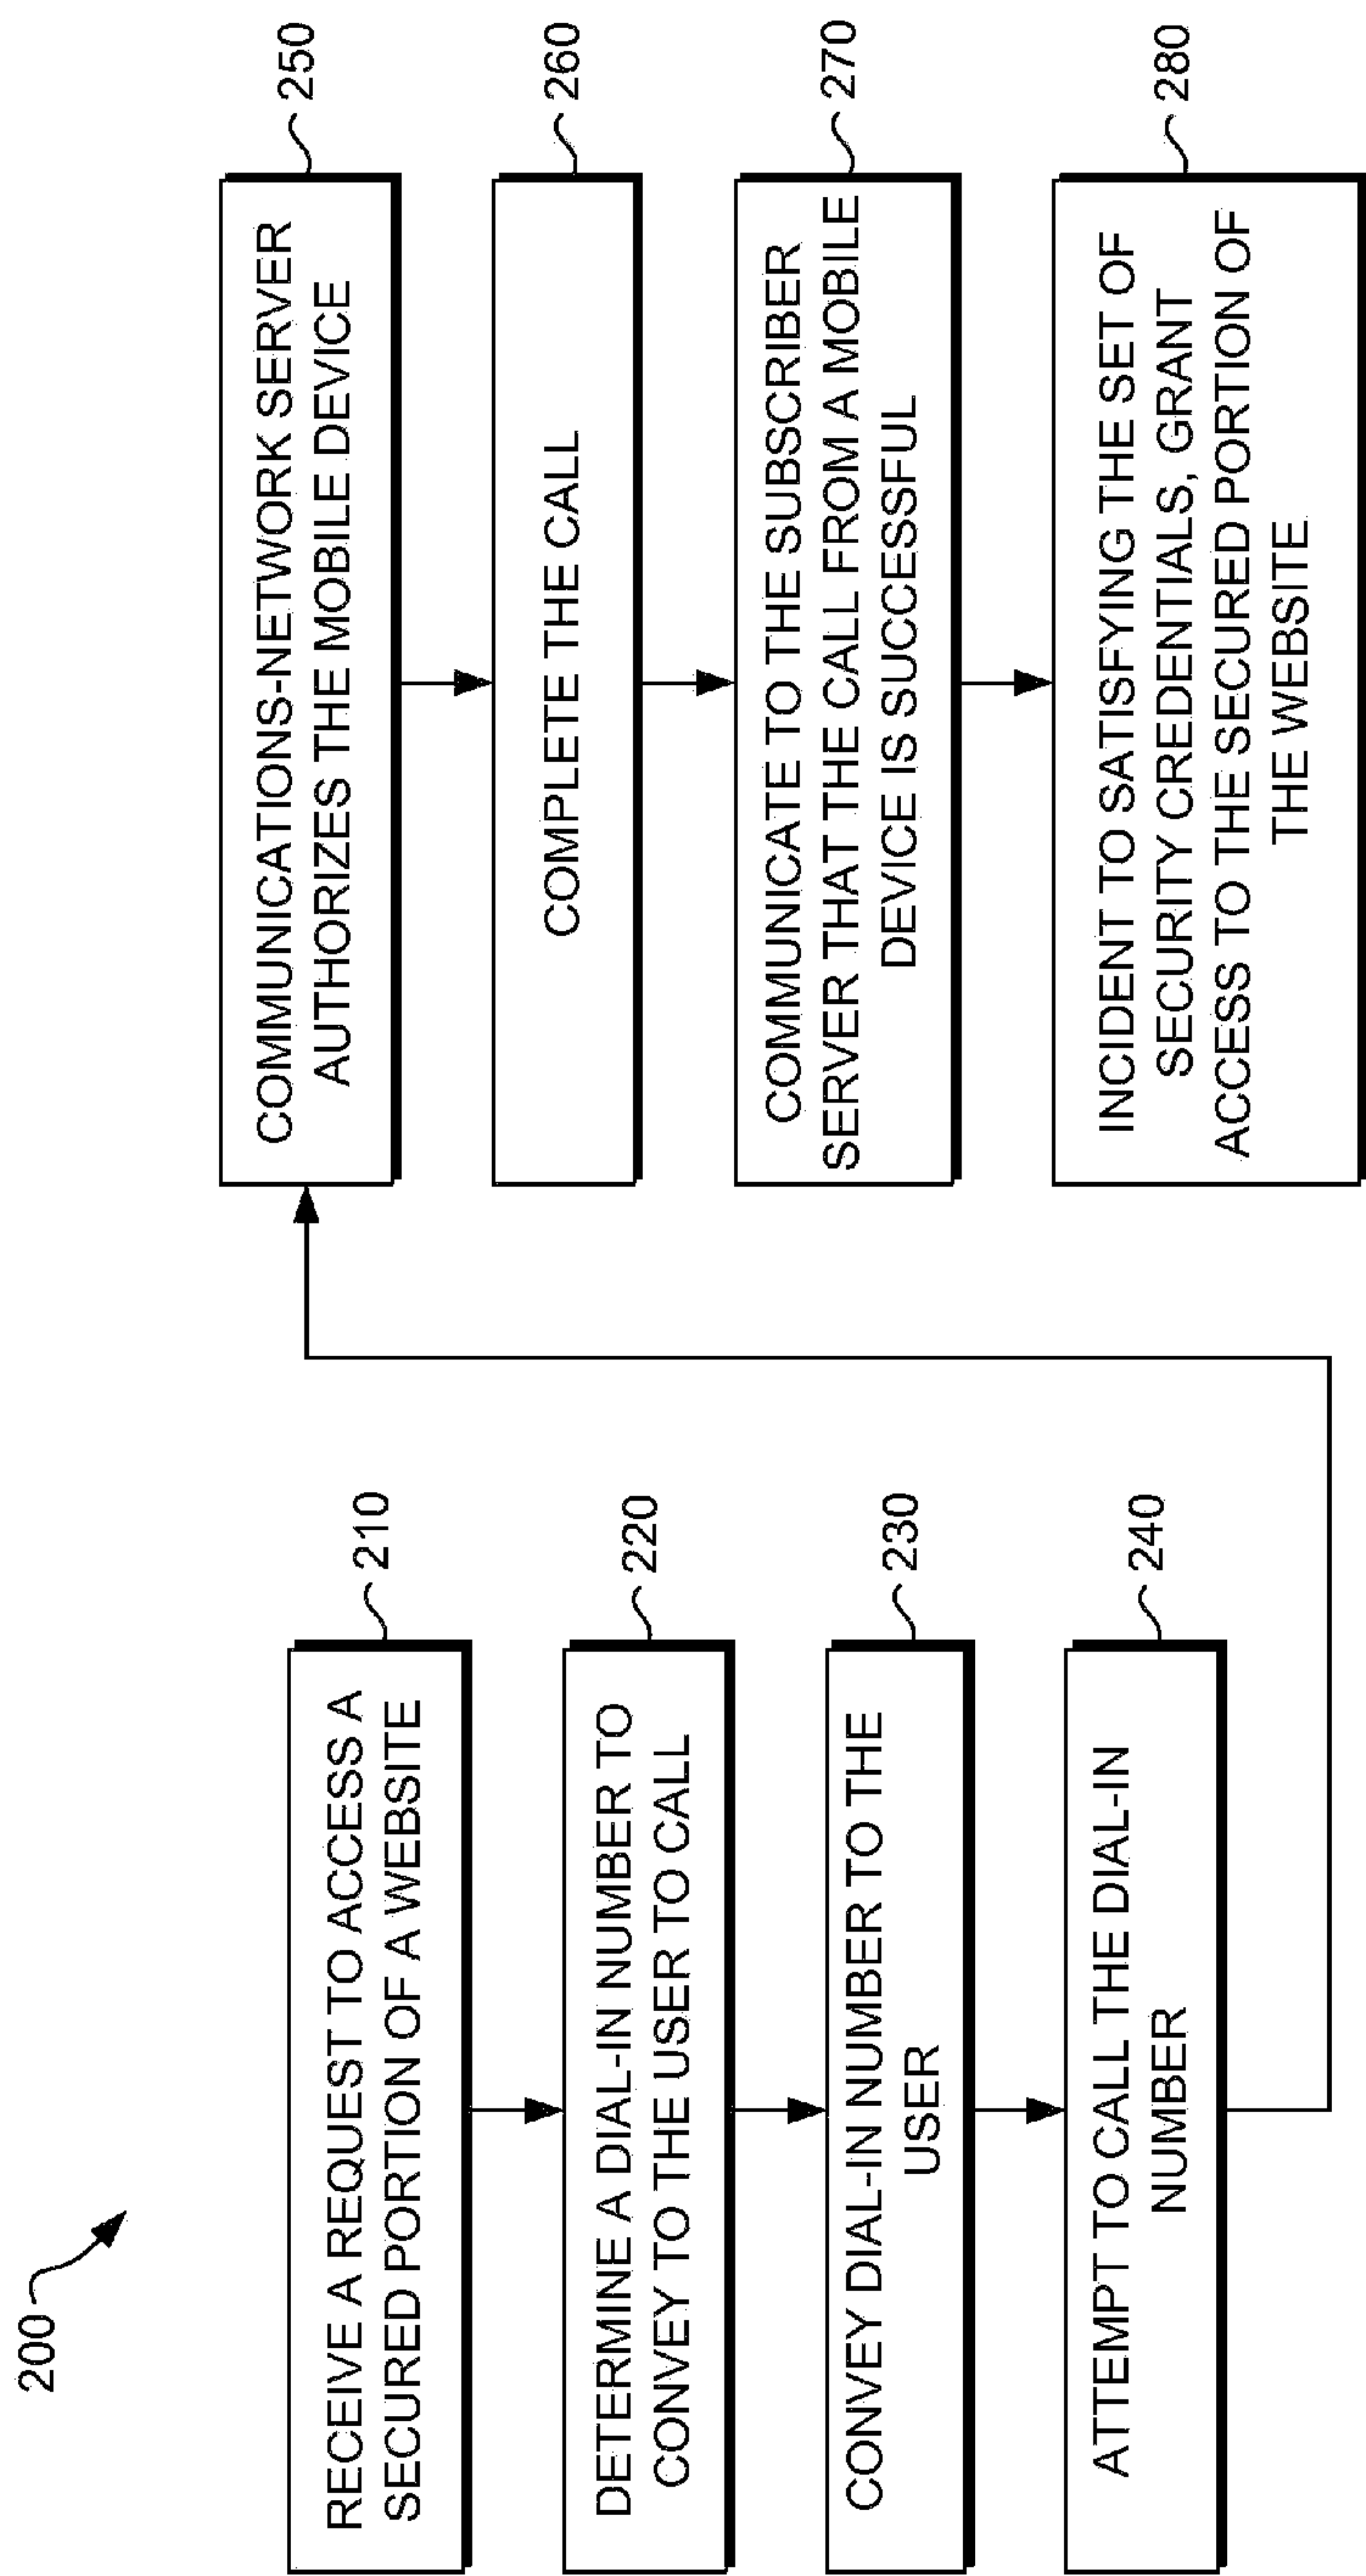 200
RECEIVE A REQUEST TO ACCESS A
SECURED PORTION OF A WEBSITE
210
DETERMINE A DIAL-IN NUMBER TO
CONVEY TO THE USER TO CALL
220
CONVEY DIAL-IN NUMBER TO THE
USER
230
ATTEMPT TO CALL THE DIAL-IN
NUMBER
240
COMMUNICATIONS-NETWORK SERVER
AUTHORIZES THE MOBILE DEVICE
250
COMPLETE THE CALL
260
COMMUNICATE TO THE SUBSCRIBER
SERVER THAT THE CALL FROM A MOBILE
DEVICE IS SUCCESSFUL
270
INCIDENT TO SATISFYING THE SET OF
SECURITY CREDENTIALS, GRANT
ACCESS TO THE SECURED PORTION OF
THE WEBSITE
280